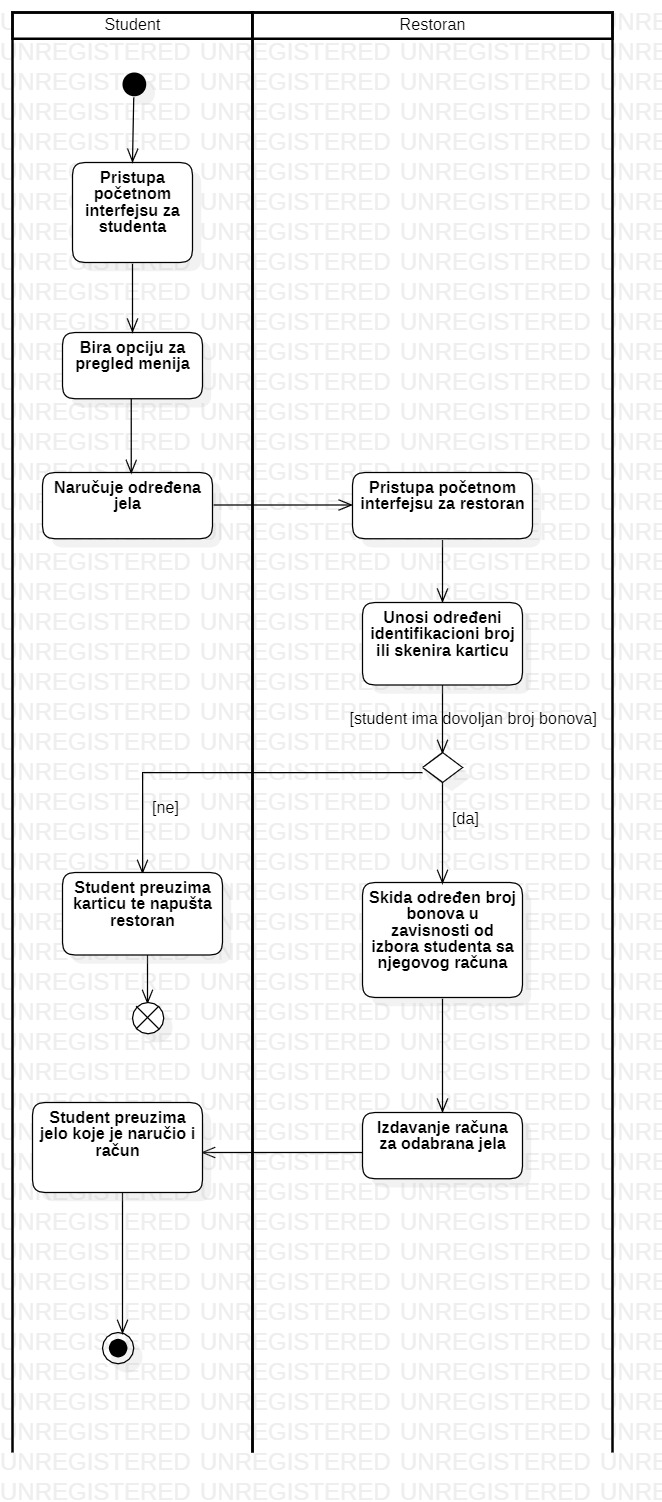 Student
Restoran
Pristupa
početnom
interfejsu za
studenta
Bira opciju za
pregled menija
Naručuje određena
jela
Pristupa početnom
interfejsu za restoran
Unosi određeni
identifikacioni broj
ili skenira karticu
[student ima dovoljan broj bonova]
[ne]
[da]
Student preuzima
karticu te napušta
restoran
Skida određen broj
bonova u
zavisnosti od
izbora studenta sa
njegovog računa
Student preuzima
jelo koje je naručio i
račun
Izdavanje računa
za odabrana jela
UNREGISTERED